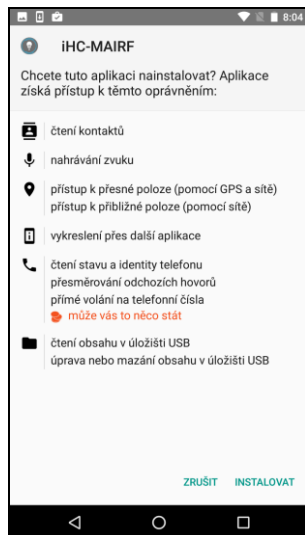 8:04
iHC-MAIRF
Chcete tuto aplikaci nainstalovat? Aplikace
získá přístup k těmto oprávněním:
čtení kontaktů
nahrávání zvuku
přístup k přesné poloze (pomocí GPS a sítě)
přístup k přibližné poloze (pomocí sítě)
vykreslení přes další aplikace
čtení stavu a identity telefonu
přesměrování odchozích hovorů
přímé volání na telefonní čísla
může vás to něco stát
čtení obsahu v úložišti USB
úprava nebo mazání obsahu v úložišti USB
ZRUŠIT INSTALOVAT